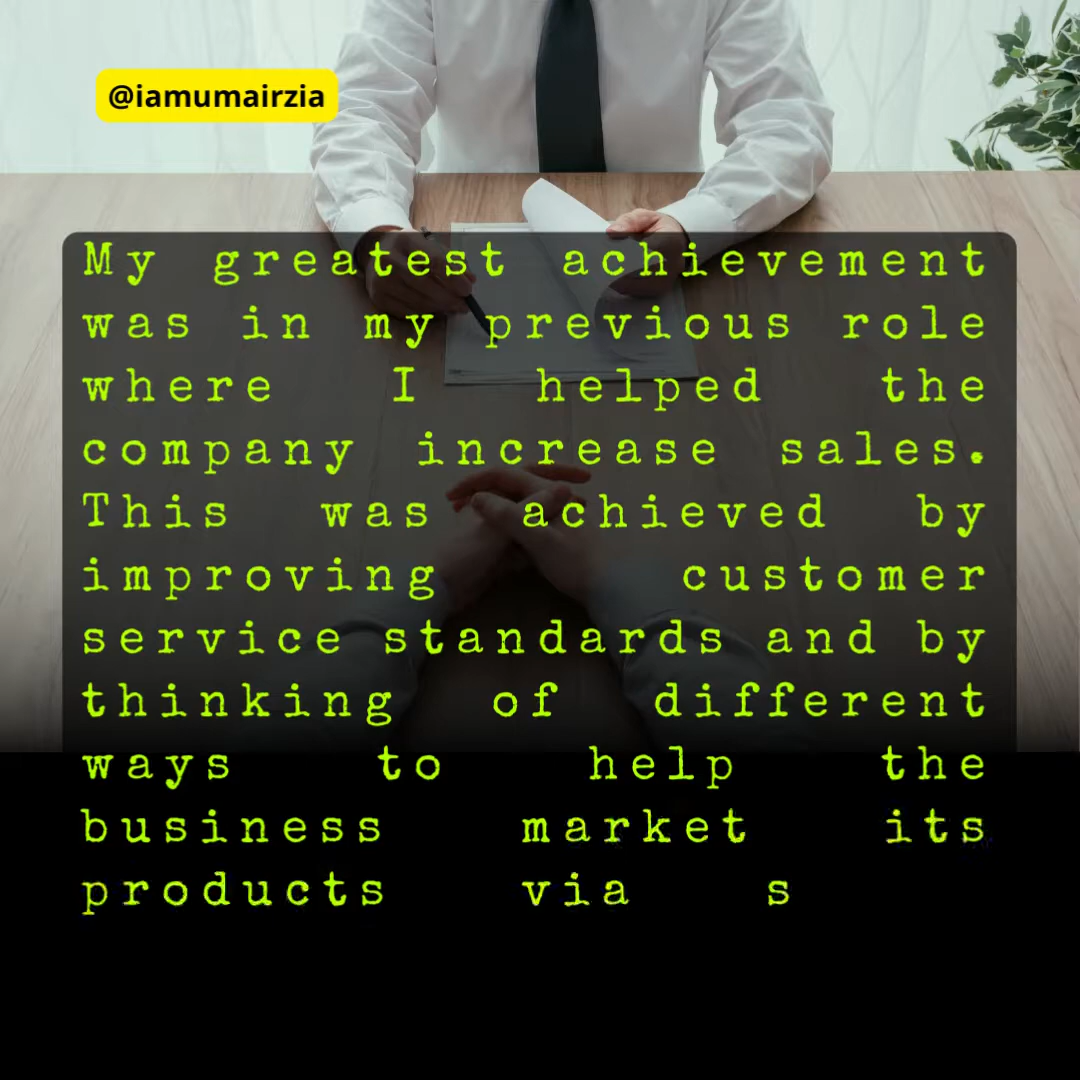 @iamumairzia
My greatest achievement
was in my previous role
where I helped the
company increase sales.
This was achieved by
improving customer
service standards and by
thinking of different
ways to help the
business market its
products via s